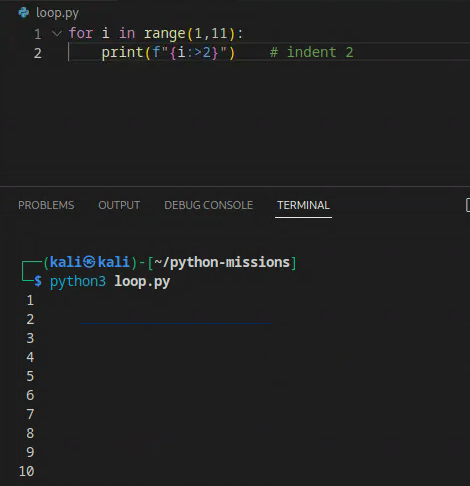 loop.py
1 for i in range(1,11):
2     print(f"{i:>2}")    # indent 2
PROBLEMS OUTPUT DEBUG CONSOLE TERMINAL
┌──(kali㉿kali)-[~/python-missions]
└─$ python3 loop.py
 1
 2
 3
 4
 5
 6
 7
 8
 9
10